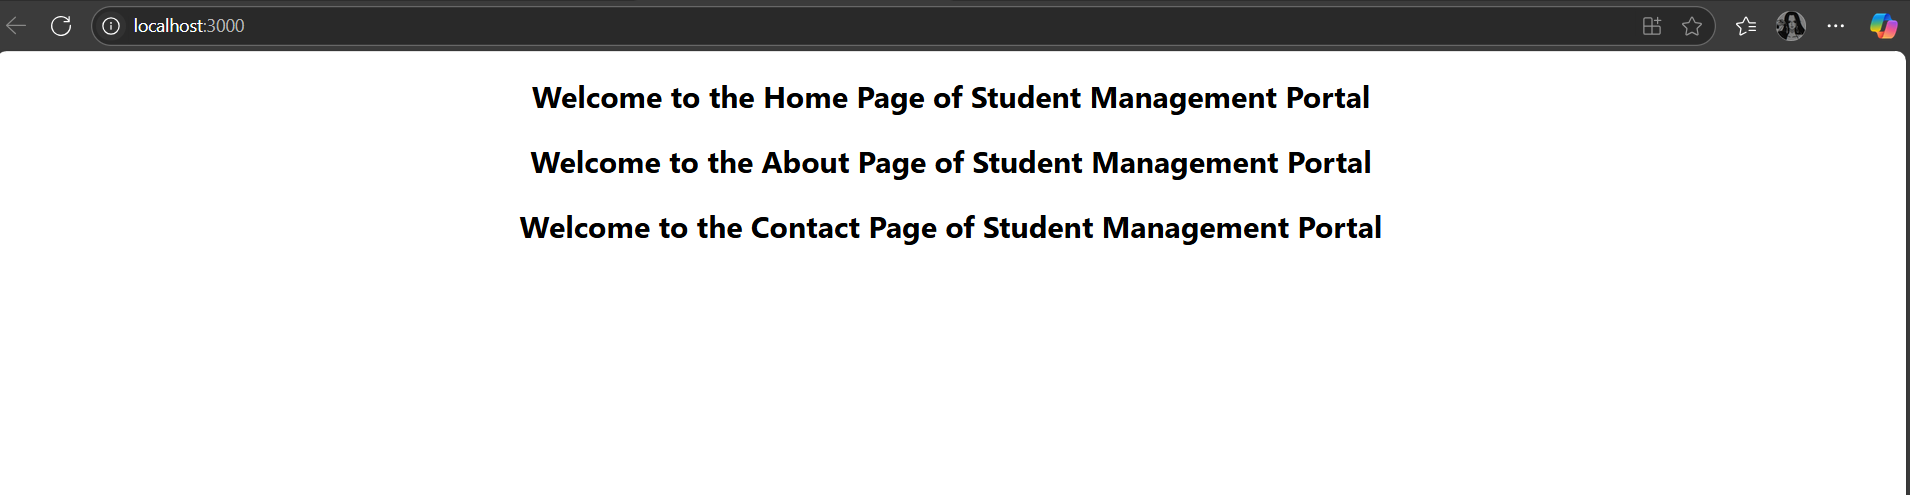 localhost:3000
Welcome to the Home Page of Student Management Portal
Welcome to the About Page of Student Management Portal
Welcome to the Contact Page of Student Management Portal